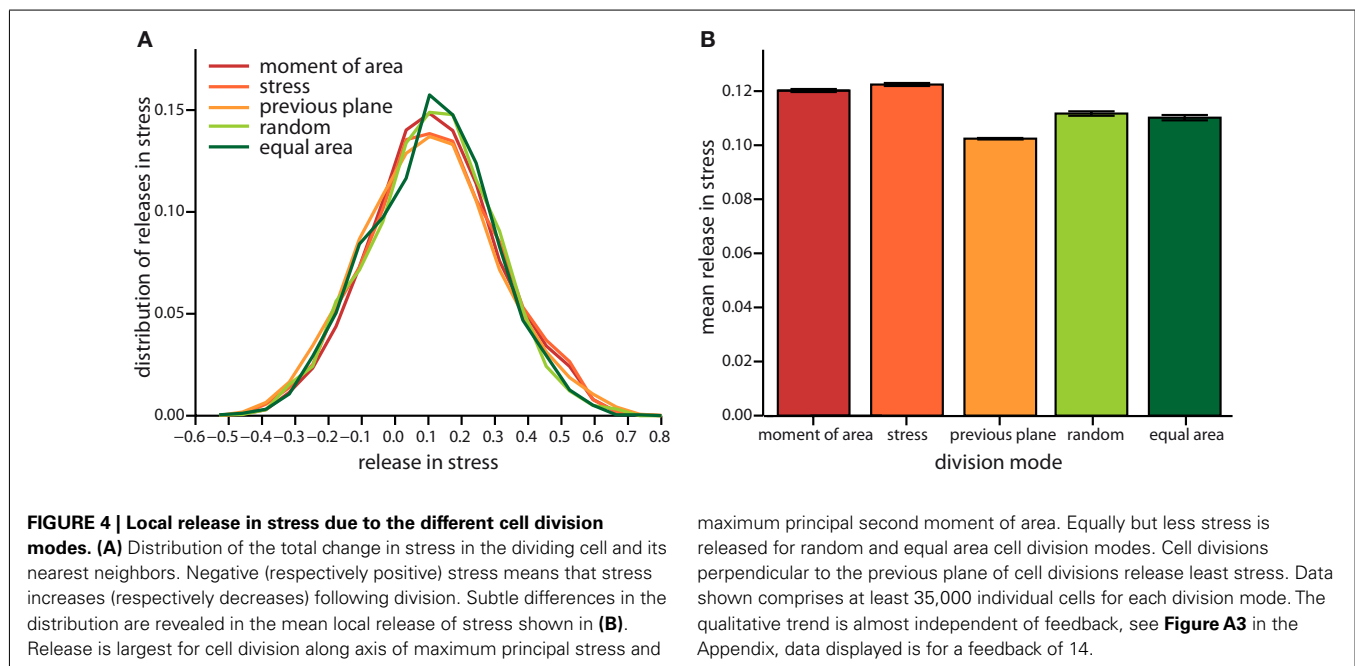 A
distribution of releases in stress
0.15
0.10
0.05
0.00
moment of area
stress
previous plane
random
equal area
−0.6 −0.5 −0.4 −0.3 −0.2 −0.1 0.0 0.1 0.2 0.3 0.4 0.5 0.6 0.7 0.8
release in stress
B
mean release in stress
0.12
0.10
0.08
0.06
0.04
0.02
0.00
moment of area stress previous plane random equal area
division mode
FIGURE 4 | Local release in stress due to the different cell division
modes. (A) Distribution of the total change in stress in the dividing cell and its
nearest neighbors. Negative (respectively positive) stress means that stress
increases (respectively decreases) following division. Subtle differences in the
distribution are revealed in the mean local release of stress shown in (B).
Release is largest for cell division along axis of maximum principal stress and
maximum principal second moment of area. Equally but less stress is
released for random and equal area cell division modes. Cell divisions
perpendicular to the previous plane of cell divisions release least stress. Data
shown comprises at least 35,000 individual cells for each division mode. The
qualitative trend is almost independent of feedback, see Figure A3 in the
Appendix, data displayed is for a feedback of 14.